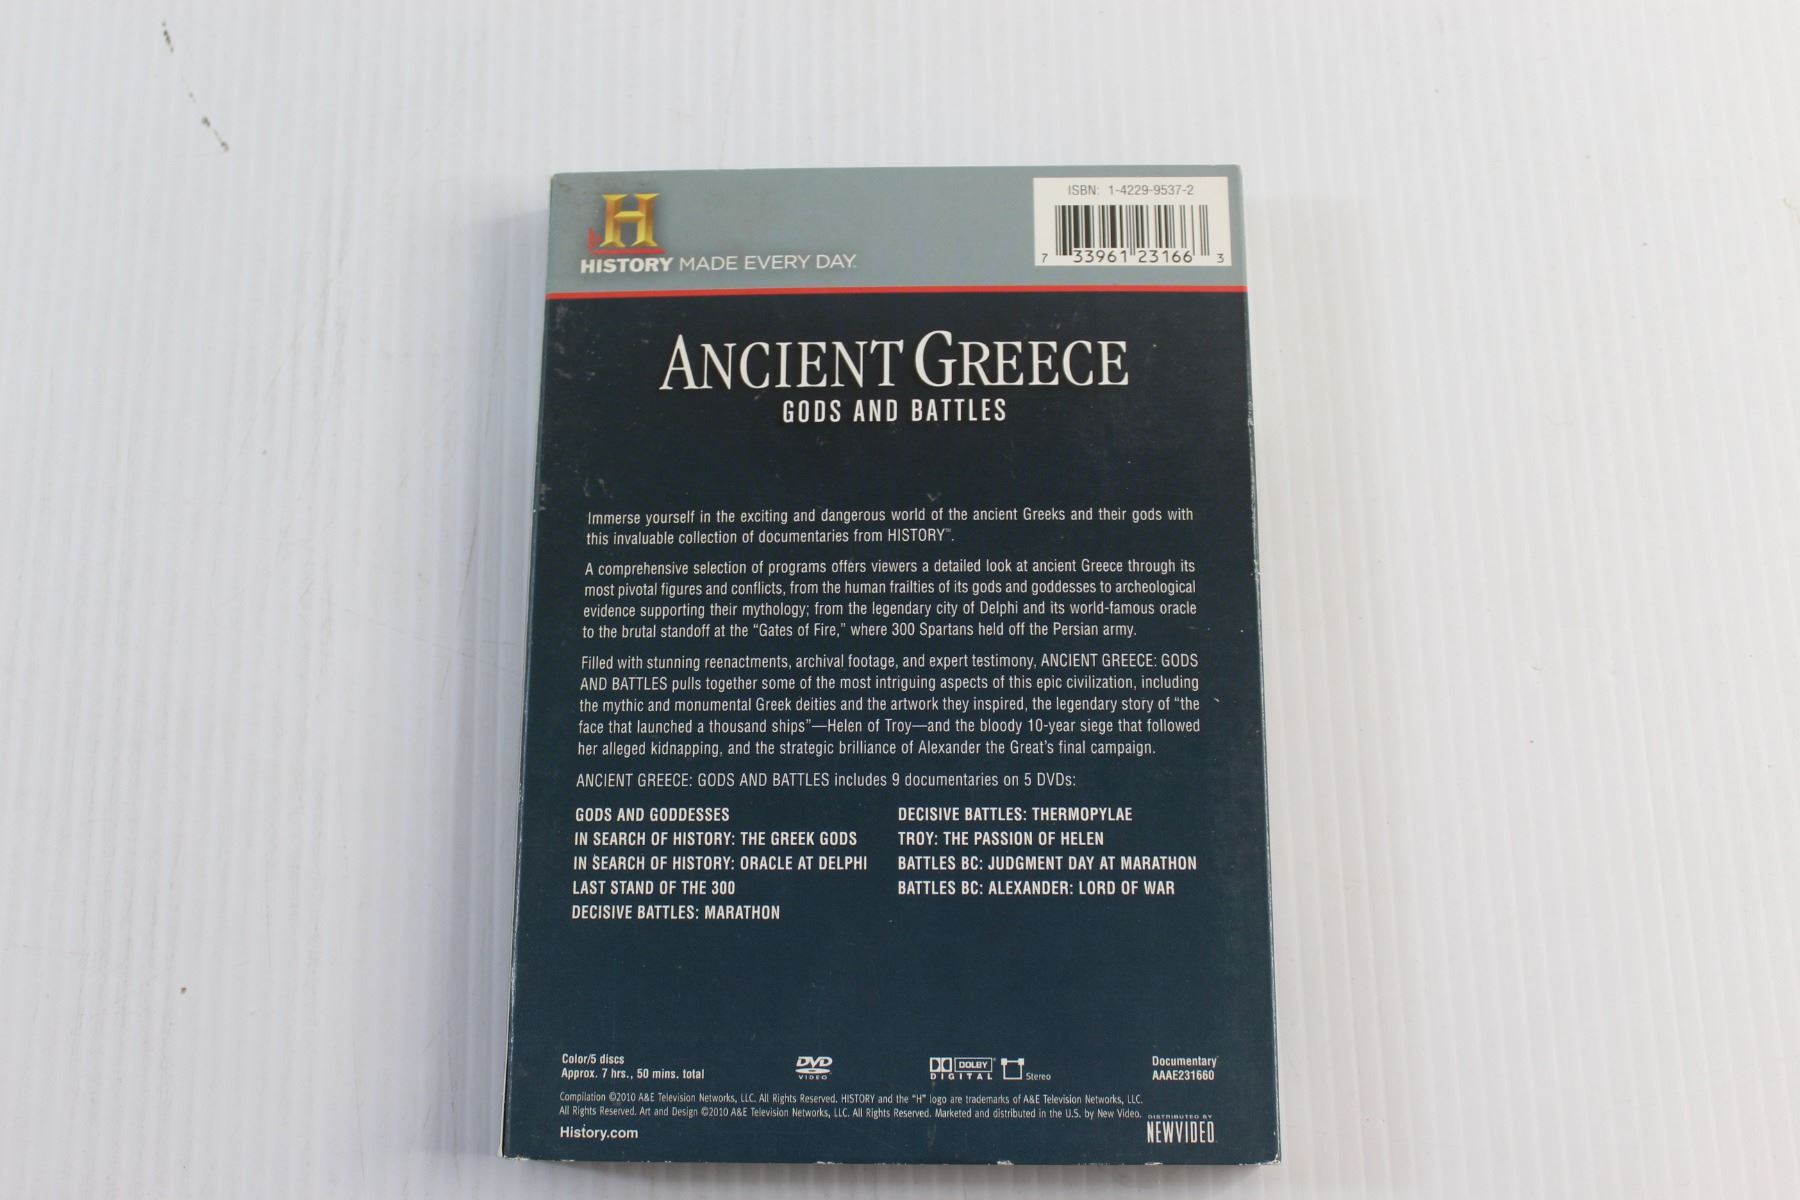 H
HISTORY MADE EVERY DAY.
ISBN: 1-4229-9537-2
7 33961 23166 3
ANCIENT GREECE
GODS AND BATTLES
Immerse yourself in the exciting and dangerous world of the ancient Greeks and their gods with
this invaluable collection of documentaries from HISTORY™.
A comprehensive selection of programs offers viewers a detailed look at ancient Greece through its
most pivotal figures and conflicts, from the human frailties of its gods and goddesses to archeological
evidence supporting their mythology; from the legendary city of Delphi and its world-famous oracle
to the brutal standoff at the “Gates of Fire,” where 300 Spartans held off the Persian army.
Filled with stunning reenactments, archival footage, and expert testimony, ANCIENT GREECE: GODS
AND BATTLES pulls together some of the most intriguing aspects of this epic civilization, including
the mythic and monumental Greek deities and the artwork they inspired, the legendary story of “the
face that launched a thousand ships”—Helen of Troy—and the bloody 10-year siege that followed
her alleged kidnapping, and the strategic brilliance of Alexander the Great’s final campaign.
ANCIENT GREECE: GODS AND BATTLES includes 9 documentaries on 5 DVDs:
GODS AND GODDESSES
IN SEARCH OF HISTORY: THE GREEK GODS
IN SEARCH OF HISTORY: ORACLE AT DELPHI
LAST STAND OF THE 300
DECISIVE BATTLES: MARATHON
DECISIVE BATTLES: THERMOPYLAE
TROY: THE PASSION OF HELEN
BATTLES BC: JUDGMENT DAY AT MARATHON
BATTLES BC: ALEXANDER: LORD OF WAR
Color/5 discs
Approx. 7 hrs., 50 mins. total
DVD
VIDEO
DOLBY
DIGITAL
Stereo
Documentary
AAAE231660
Compilation ©2010 A&E Television Networks, LLC. All Rights Reserved. HISTORY and the “H” logo are trademarks of A&E Television Networks, LLC.
All Rights Reserved. Art and Design ©2010 A&E Television Networks, LLC. All Rights Reserved. Marketed and distributed in the U.S. by New Video.
History.com
DISTRIBUTED BY
NEWVIDEO